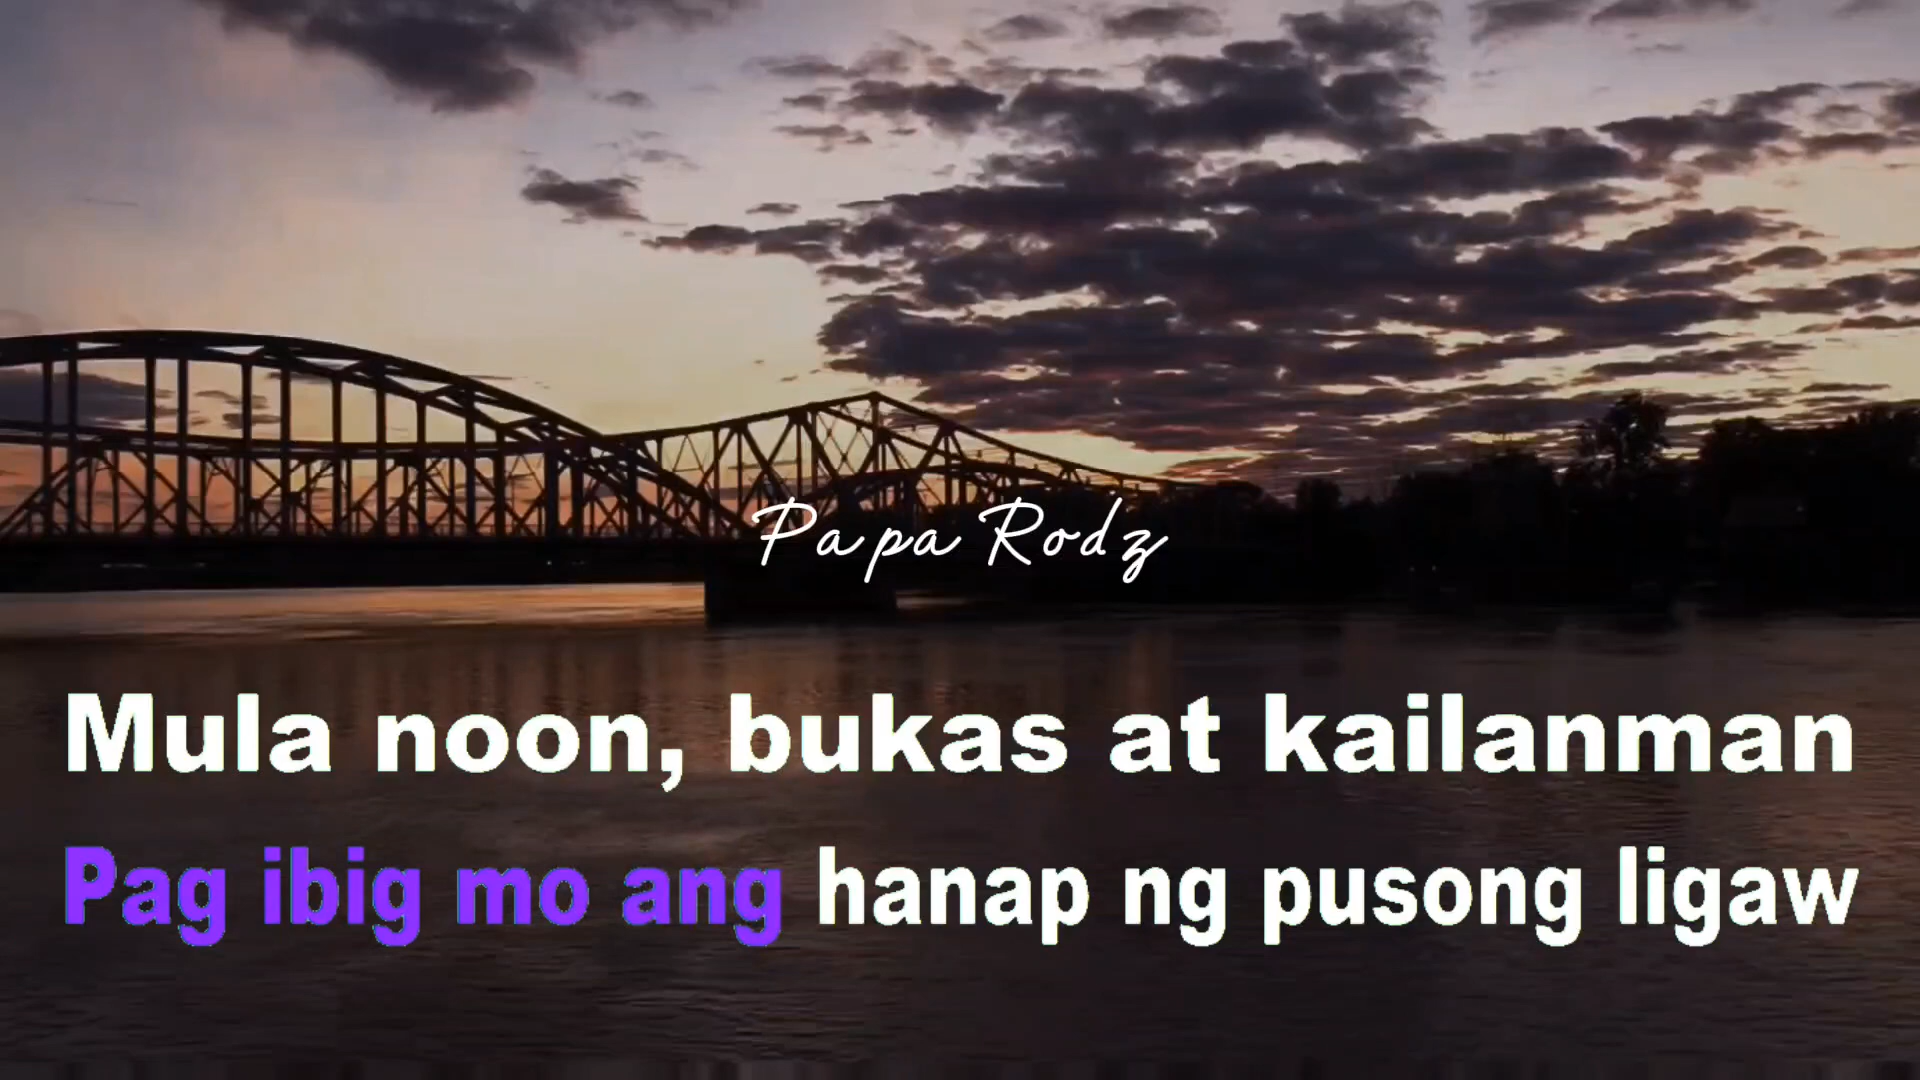 Papa Rodz
Mula noon, bukas at kailanman
Pag ibig mo ang hanap ng pusong ligaw